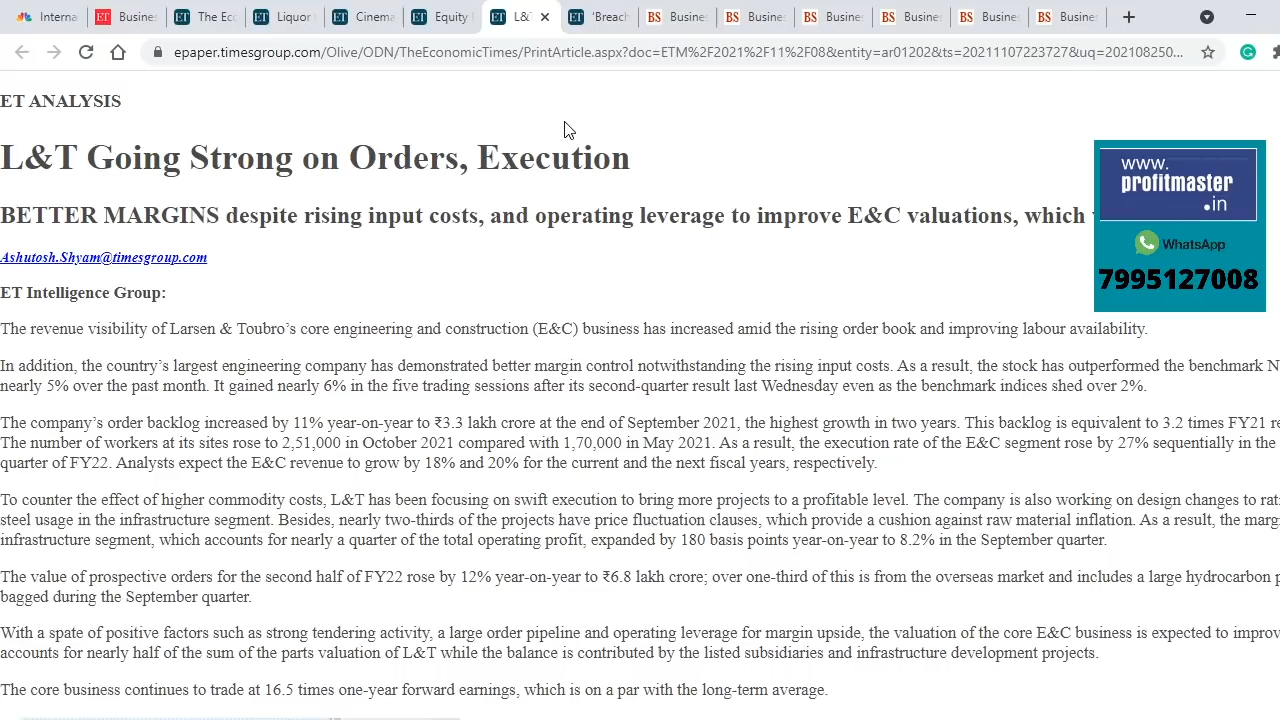 Interna
Busines
The Ec
Liquor
Cinema
Equity
L&T
'Breach
Busine
Busine
Busine
Busine
Busine
Busine
epaper.timesgroup.com/Olive/ODN/TheEconomicTimes/PrintArticle.aspx?doc=ETM%2F2021%2F11%2F08&entity=ar01202&ts=20211107223727&uq=202108250...
ET ANALYSIS
L&T Going Strong on Orders, Execution
BETTER MARGINS despite rising input costs, and operating leverage to improve E&C valuations, which
Ashutosh.Shyam@timesgroup.com
ET Intelligence Group:
The revenue visibility of Larsen & Toubro’s core engineering and construction (E&C) business has increased amid the rising order book and improving labour availability.
In addition, the country’s largest engineering company has demonstrated better margin control notwithstanding the rising input costs. As a result, the stock has outperformed the benchmark N
nearly 5% over the past month. It gained nearly 6% in the five trading sessions after its second-quarter result last Wednesday even as the benchmark indices shed over 2%.
The company’s order backlog increased by 11% year-on-year to ₹3.3 lakh crore at the end of September 2021, the highest growth in two years. This backlog is equivalent to 3.2 times FY21 re
The number of workers at its sites rose to 2,51,000 in October 2021 compared with 1,70,000 in May 2021. As a result, the execution rate of the E&C segment rose by 27% sequentially in the
quarter of FY22. Analysts expect the E&C revenue to grow by 18% and 20% for the current and the next fiscal years, respectively.
To counter the effect of higher commodity costs, L&T has been focusing on swift execution to bring more projects to a profitable level. The company is also working on design changes to rati
steel usage in the infrastructure segment. Besides, nearly two-thirds of the projects have price fluctuation clauses, which provide a cushion against raw material inflation. As a result, the margi
infrastructure segment, which accounts for nearly a quarter of the total operating profit, expanded by 180 basis points year-on-year to 8.2% in the September quarter.
The value of prospective orders for the second half of FY22 rose by 12% year-on-year to ₹6.8 lakh crore; over one-third of this is from the overseas market and includes a large hydrocarbon p
bagged during the September quarter.
With a spate of positive factors such as strong tendering activity, a large order pipeline and operating leverage for margin upside, the valuation of the core E&C business is expected to improv
accounts for nearly half of the sum of the parts valuation of L&T while the balance is contributed by the listed subsidiaries and infrastructure development projects.
The core business continues to trade at 16.5 times one-year forward earnings, which is on a par with the long-term average.
www.
profitmaster
.in
WhatsApp
7995127008